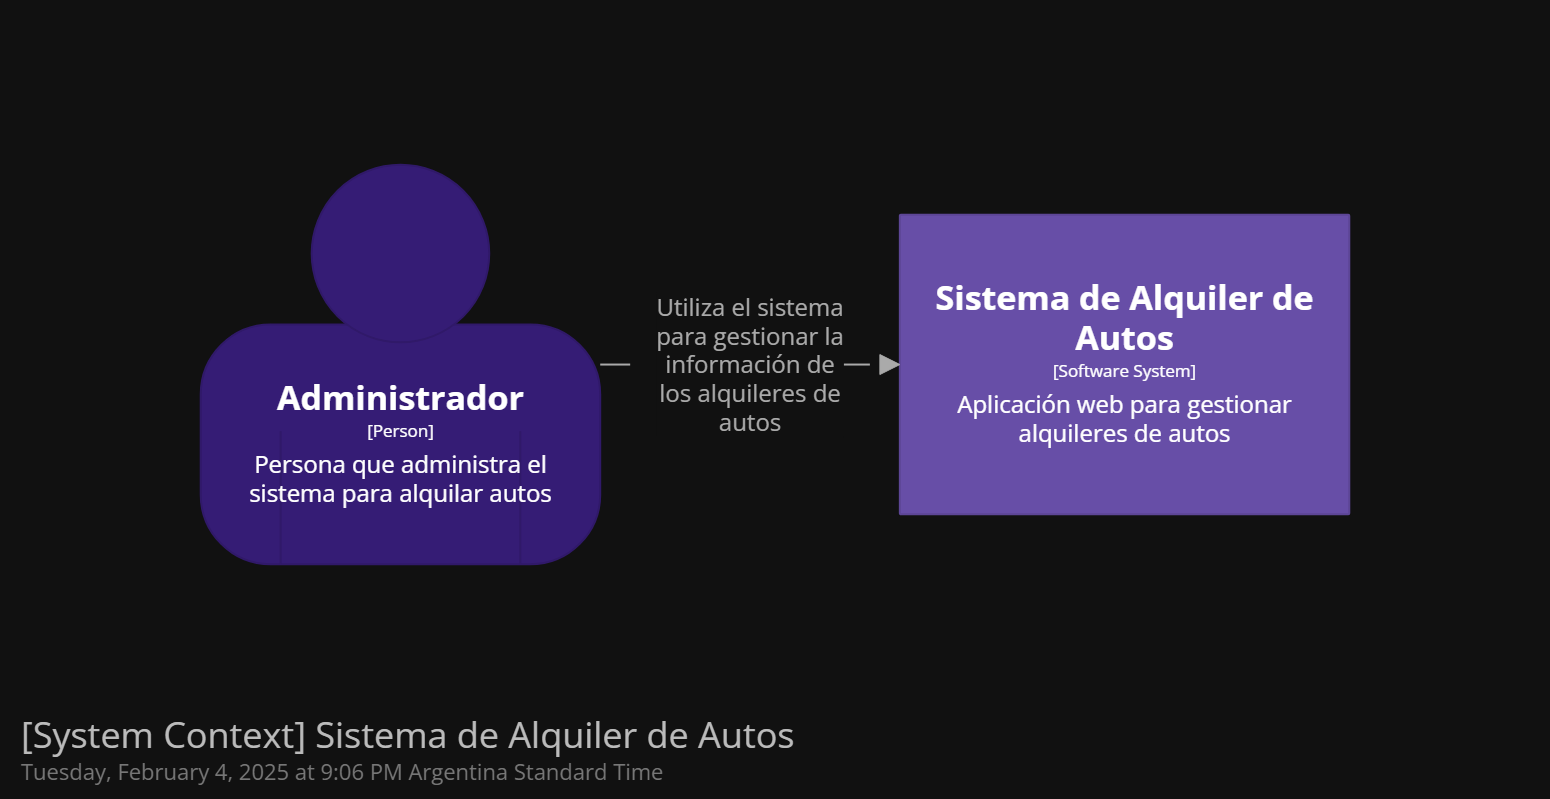 Administrador
[Person]
Persona que administra el
sistema para alquilar autos
Utiliza el sistema
para gestionar la
información de
los alquileres de
autos
Sistema de Alquiler de
Autos
[Software System]
Aplicación web para gestionar
alquileres de autos
[System Context] Sistema de Alquiler de Autos
Tuesday, February 4, 2025 at 9:06 PM Argentina Standard Time